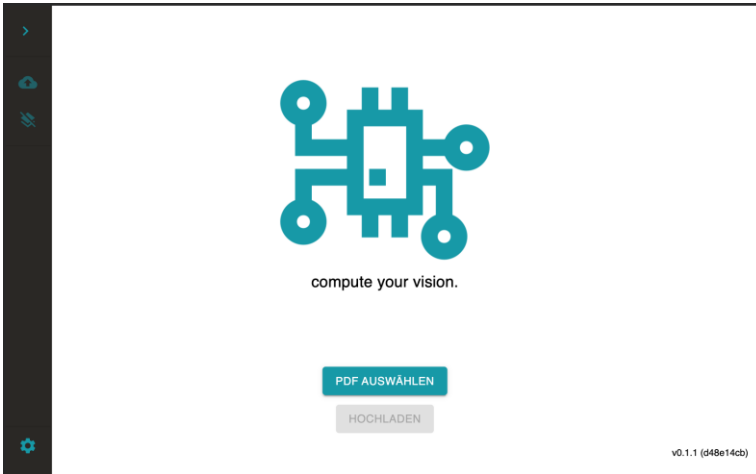 compute your vision.
PDF AUSWÄHLEN
HOCHLADEN
v0.1.1 (d48e14cb)